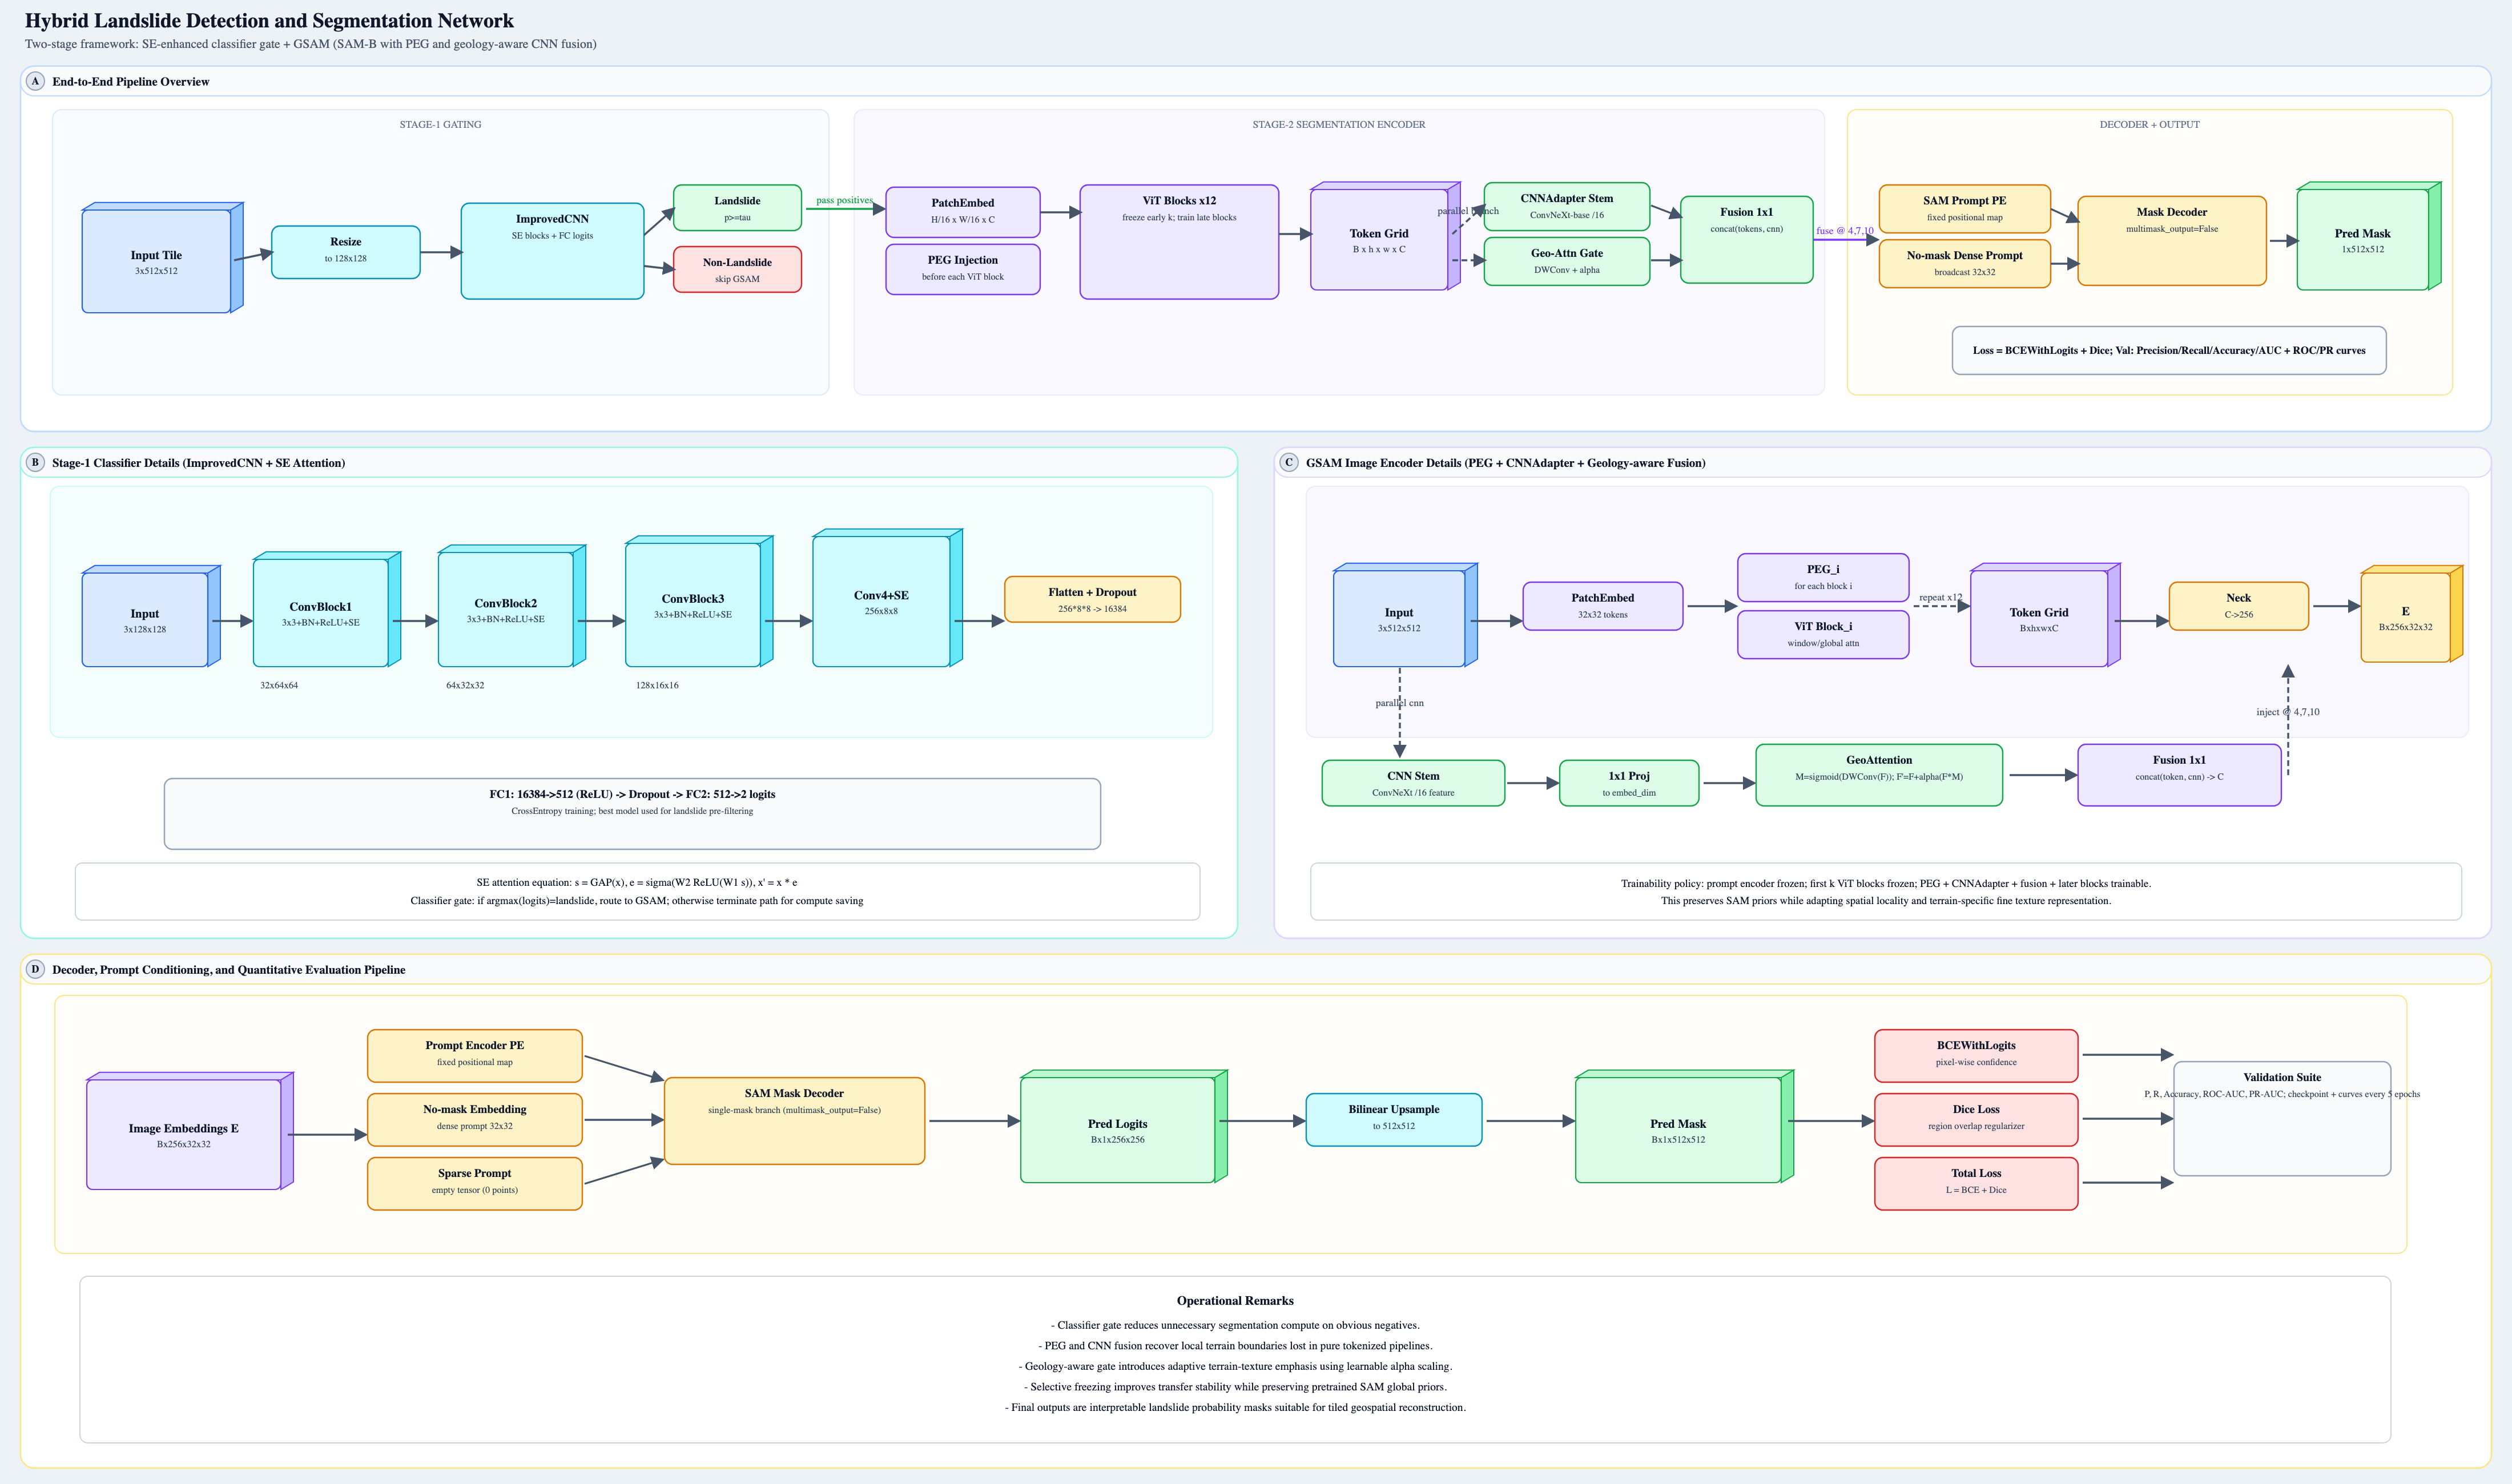 Hybrid Landslide Detection and Segmentation Network
Two-stage framework: SE-enhanced classifier gate + GSAM (SAM-B with PEG and geology-aware CNN fusion)
A
End-to-End Pipeline Overview
STAGE-1 GATING
Input Tile
3x512x512
Resize
to 128x128
ImprovedCNN
SE blocks + FC logits
Landslide
p>=tau
Non-Landslide
skip GSAM
pass positives
STAGE-2 SEGMENTATION ENCODER
PatchEmbed
H/16 x W/16 x C
PEG Injection
before each ViT block
ViT Blocks x12
freeze early k; train late blocks
Token Grid
B x h x w x C
parallel branch
CNNAdapter Stem
ConvNeXt-base /16
Geo-Attn Gate
DWConv + alpha
Fusion 1x1
concat(tokens, cnn)
fuse @ 4,7,10
DECODER + OUTPUT
SAM Prompt PE
fixed positional map
No-mask Dense Prompt
broadcast 32x32
Mask Decoder
multimask_output=False
Pred Mask
1x512x512
Loss = BCEWithLogits + Dice; Val: Precision/Recall/Accuracy/AUC + ROC/PR curves
B
Stage-1 Classifier Details (ImprovedCNN + SE Attention)
Input
3x128x128
ConvBlock1
3x3+BN+ReLU+SE
32x64x64
ConvBlock2
3x3+BN+ReLU+SE
64x32x32
ConvBlock3
3x3+BN+ReLU+SE
128x16x16
Conv4+SE
256x8x8
Flatten + Dropout
256*8*8 -> 16384
FC1: 16384->512 (ReLU) -> Dropout -> FC2: 512->2 logits
CrossEntropy training; best model used for landslide pre-filtering
SE attention equation: s = GAP(x), e = sigma(W2 ReLU(W1 s)), x' = x * e
Classifier gate: if argmax(logits)=landslide, route to GSAM; otherwise terminate path for compute saving
C
GSAM Image Encoder Details (PEG + CNNAdapter + Geology-aware Fusion)
Input
3x512x512
PatchEmbed
32x32 tokens
PEG_i
for each block i
ViT Block_i
window/global attn
repeat x12
Token Grid
BxhxwxC
Neck
C->256
E
Bx256x32x32
parallel cnn
inject @ 4,7,10
CNN Stem
ConvNeXt /16 feature
1x1 Proj
to embed_dim
GeoAttention
M=sigmoid(DWConv(F)); F'=F+alpha(F*M)
Fusion 1x1
concat(token, cnn) -> C
Trainability policy: prompt encoder frozen; first k ViT blocks frozen; PEG + CNNAdapter + fusion + later blocks trainable.
This preserves SAM priors while adapting spatial locality and terrain-specific fine texture representation.
D
Decoder, Prompt Conditioning, and Quantitative Evaluation Pipeline
Image Embeddings E
Bx256x32x32
Prompt Encoder PE
fixed positional map
No-mask Embedding
dense prompt 32x32
Sparse Prompt
empty tensor (0 points)
SAM Mask Decoder
single-mask branch (multimask_output=False)
Pred Logits
Bx1x256x256
Bilinear Upsample
to 512x512
Pred Mask
Bx1x512x512
BCEWithLogits
pixel-wise confidence
Dice Loss
region overlap regularizer
Total Loss
L = BCE + Dice
Validation Suite
P, R, Accuracy, ROC-AUC, PR-AUC; checkpoint + curves every 5 epochs
Operational Remarks
- Classifier gate reduces unnecessary segmentation compute on obvious negatives.
- PEG and CNN fusion recover local terrain boundaries lost in pure tokenized pipelines.
- Geology-aware gate introduces adaptive terrain-texture emphasis using learnable alpha scaling.
- Selective freezing improves transfer stability while preserving pretrained SAM global priors.
- Final outputs are interpretable landslide probability masks suitable for tiled geospatial reconstruction.